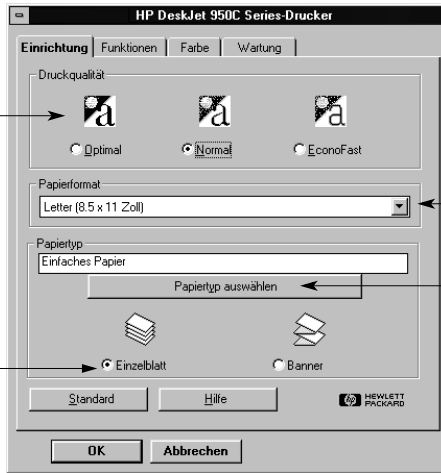 HP DeskJet 950C Series-Drucker
Einrichtung Funktionen Farbe Wartung
Druckqualität
a a a
Optimal Normal EconoFast
Papierformat
Letter (8.5 x 11 Zoll)
Papiertyp
Einfaches Papier
Papiertyp auswählen
Einzelblatt Banner
Standard Hilfe hp HEWLETT
PACKARD
OK Abbrechen